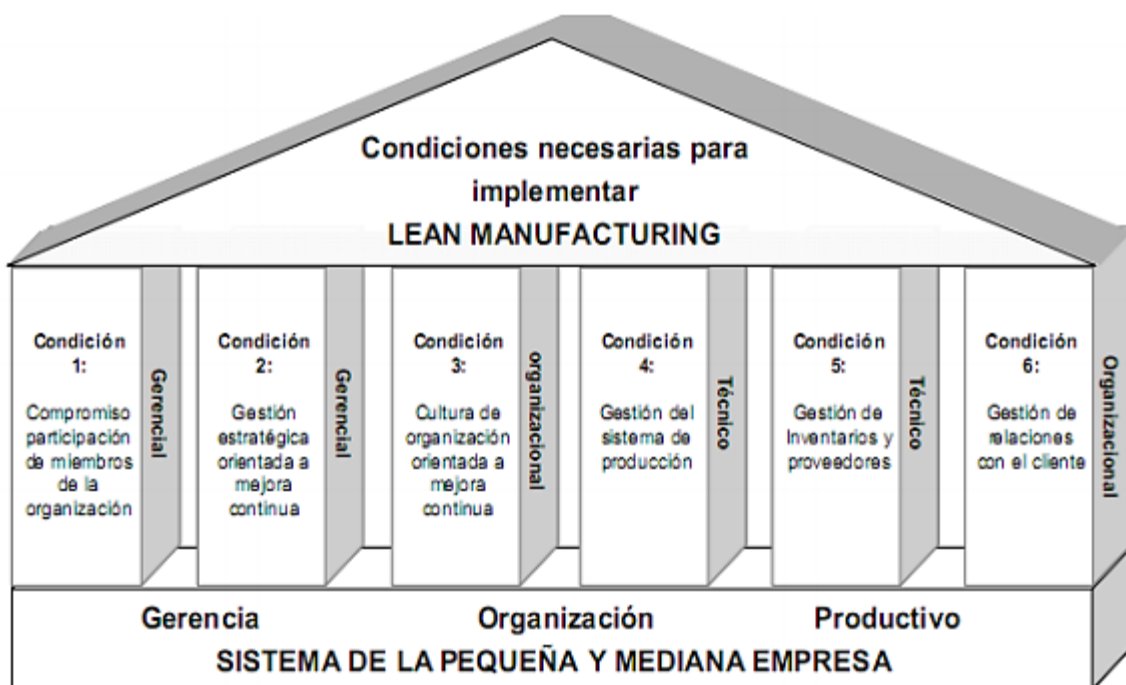 Condiciones necesarias para
implementar
LEAN MANUFACTURING
Condición
1:
Compromiso
participación
de miembros
de la
organización
Gerencial
Condición
2:
Gestión
estratégica
orientada a
mejora
continua
Gerencial
Condición
3:
Cultura de
organización
orientada a
mejora
continua
organizacional
Condición
4:
Gestión del
sistema de
producción
Técnico
Condición
5:
Gestión de
Inventarios y
proveedores
Técnico
Condición
6:
Gestión de
relaciones
con el cliente
Organizacional
Gerencia Organización Productivo
SISTEMA DE LA PEQUEÑA Y MEDIANA EMPRESA